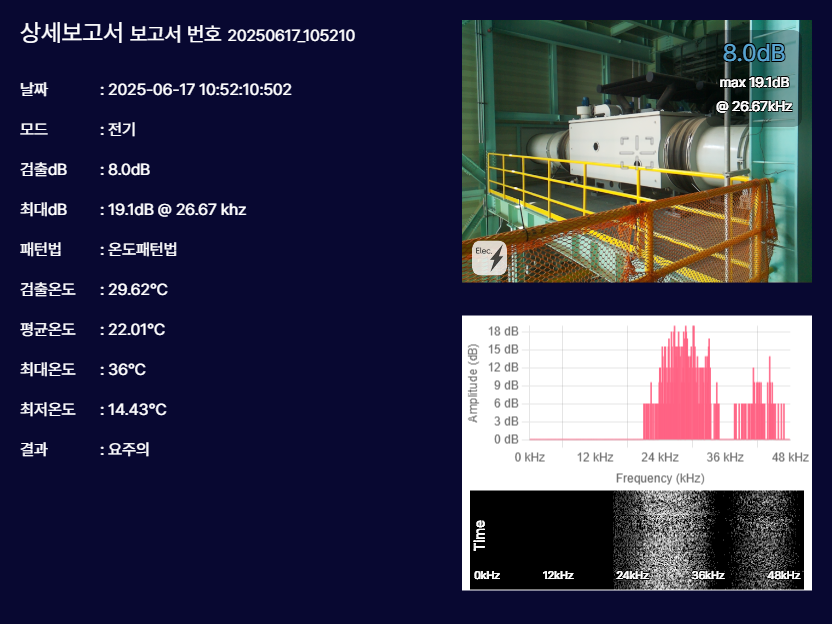 상세보고서 보고서 번호 20250617_105210
날짜 : 2025-06-17 10:52:10:502
모드 : 전기
검출dB : 8.0dB
최대dB : 19.1dB @ 26.67 khz
패턴법 : 온도패턴법
검출온도 : 29.62°C
평균온도 : 22.01°C
최대온도 : 36°C
최저온도 : 14.43°C
결과 : 요주의
8.0dB
max 19.1dB
@ 26.67kHz
Elec.
18 dB
15 dB
12 dB
9 dB
6 dB
3 dB
0 dB
Amplitude (dB)
0 kHz 12 kHz 24 kHz 36 kHz 48 kHz
Frequency (kHz)
Time
0kHz 12kHz 24kHz 36kHz 48kHz